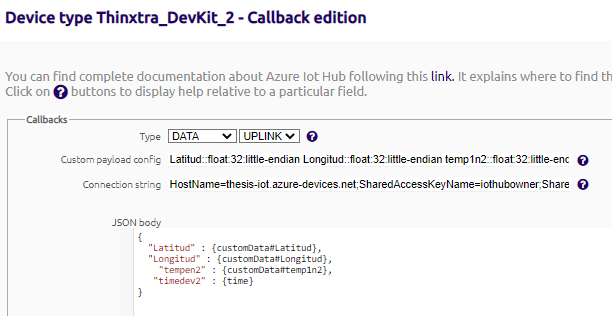 Device type Thinxtra_DevKit_2 - Callback edition
You can find complete documentation about Azure Iot Hub following this link. It explains where to find th
Click on ? buttons to display help relative to a particular field.
Callbacks
Type DATA UPLINK ?
Custom payload config Latitud::float:32:little-endian Longitud::float:32:little-endian temp1n2::float:32:little-enc ?
Connection string HostName=thesis-iot.azure-devices.net;SharedAccessKeyName=iothubowner;Share ?
JSON body
{
"Latitud" : {customData#Latitud},
"Longitud" : {customData#Longitud},
"tempen2" : {customData#temp1n2},
"timedev2" : {time}
}